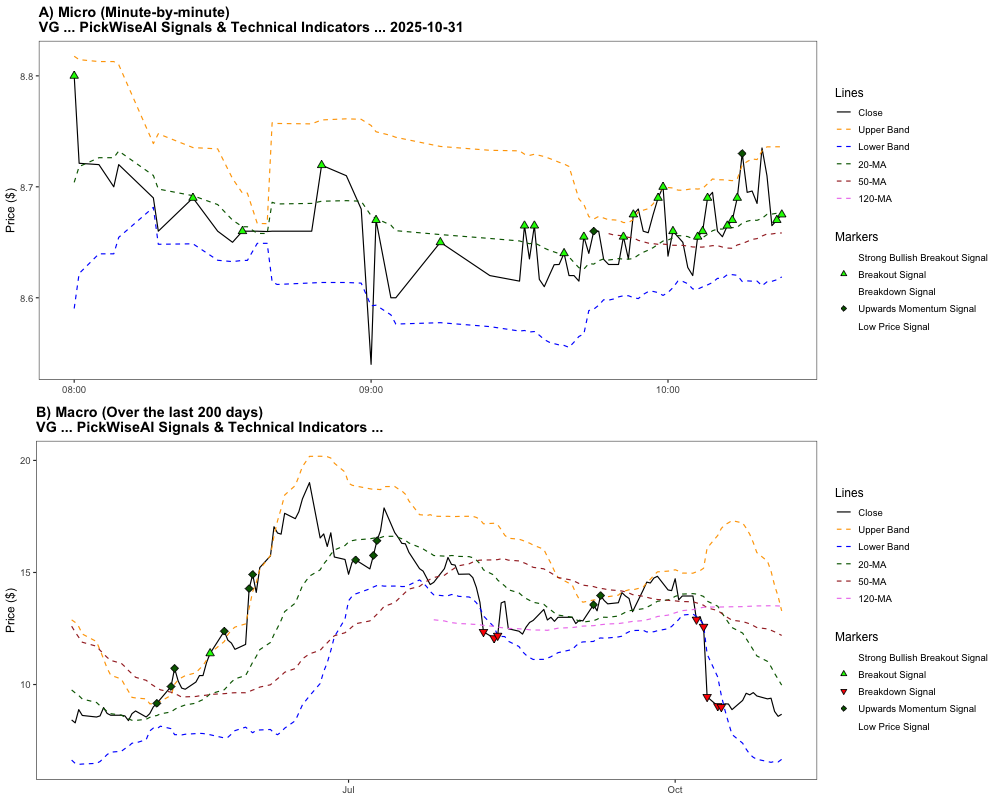 A) Micro (Minute-by-minute)
VG ... PickWiseAI Signals & Technical Indicators ... 2025-10-31
Price ($)
8.8
8.7
8.6
08:00
09:00
10:00
Lines
Close
Upper Band
Lower Band
20-MA
50-MA
120-MA
Markers
Strong Bullish Breakout Signal
Breakout Signal
Breakdown Signal
Upwards Momentum Signal
Low Price Signal
B) Macro (Over the last 200 days)
VG ... PickWiseAI Signals & Technical Indicators ...
Price ($)
20
15
10
Jul
Oct
Lines
Close
Upper Band
Lower Band
20-MA
50-MA
120-MA
Markers
Strong Bullish Breakout Signal
Breakout Signal
Breakdown Signal
Upwards Momentum Signal
Low Price Signal